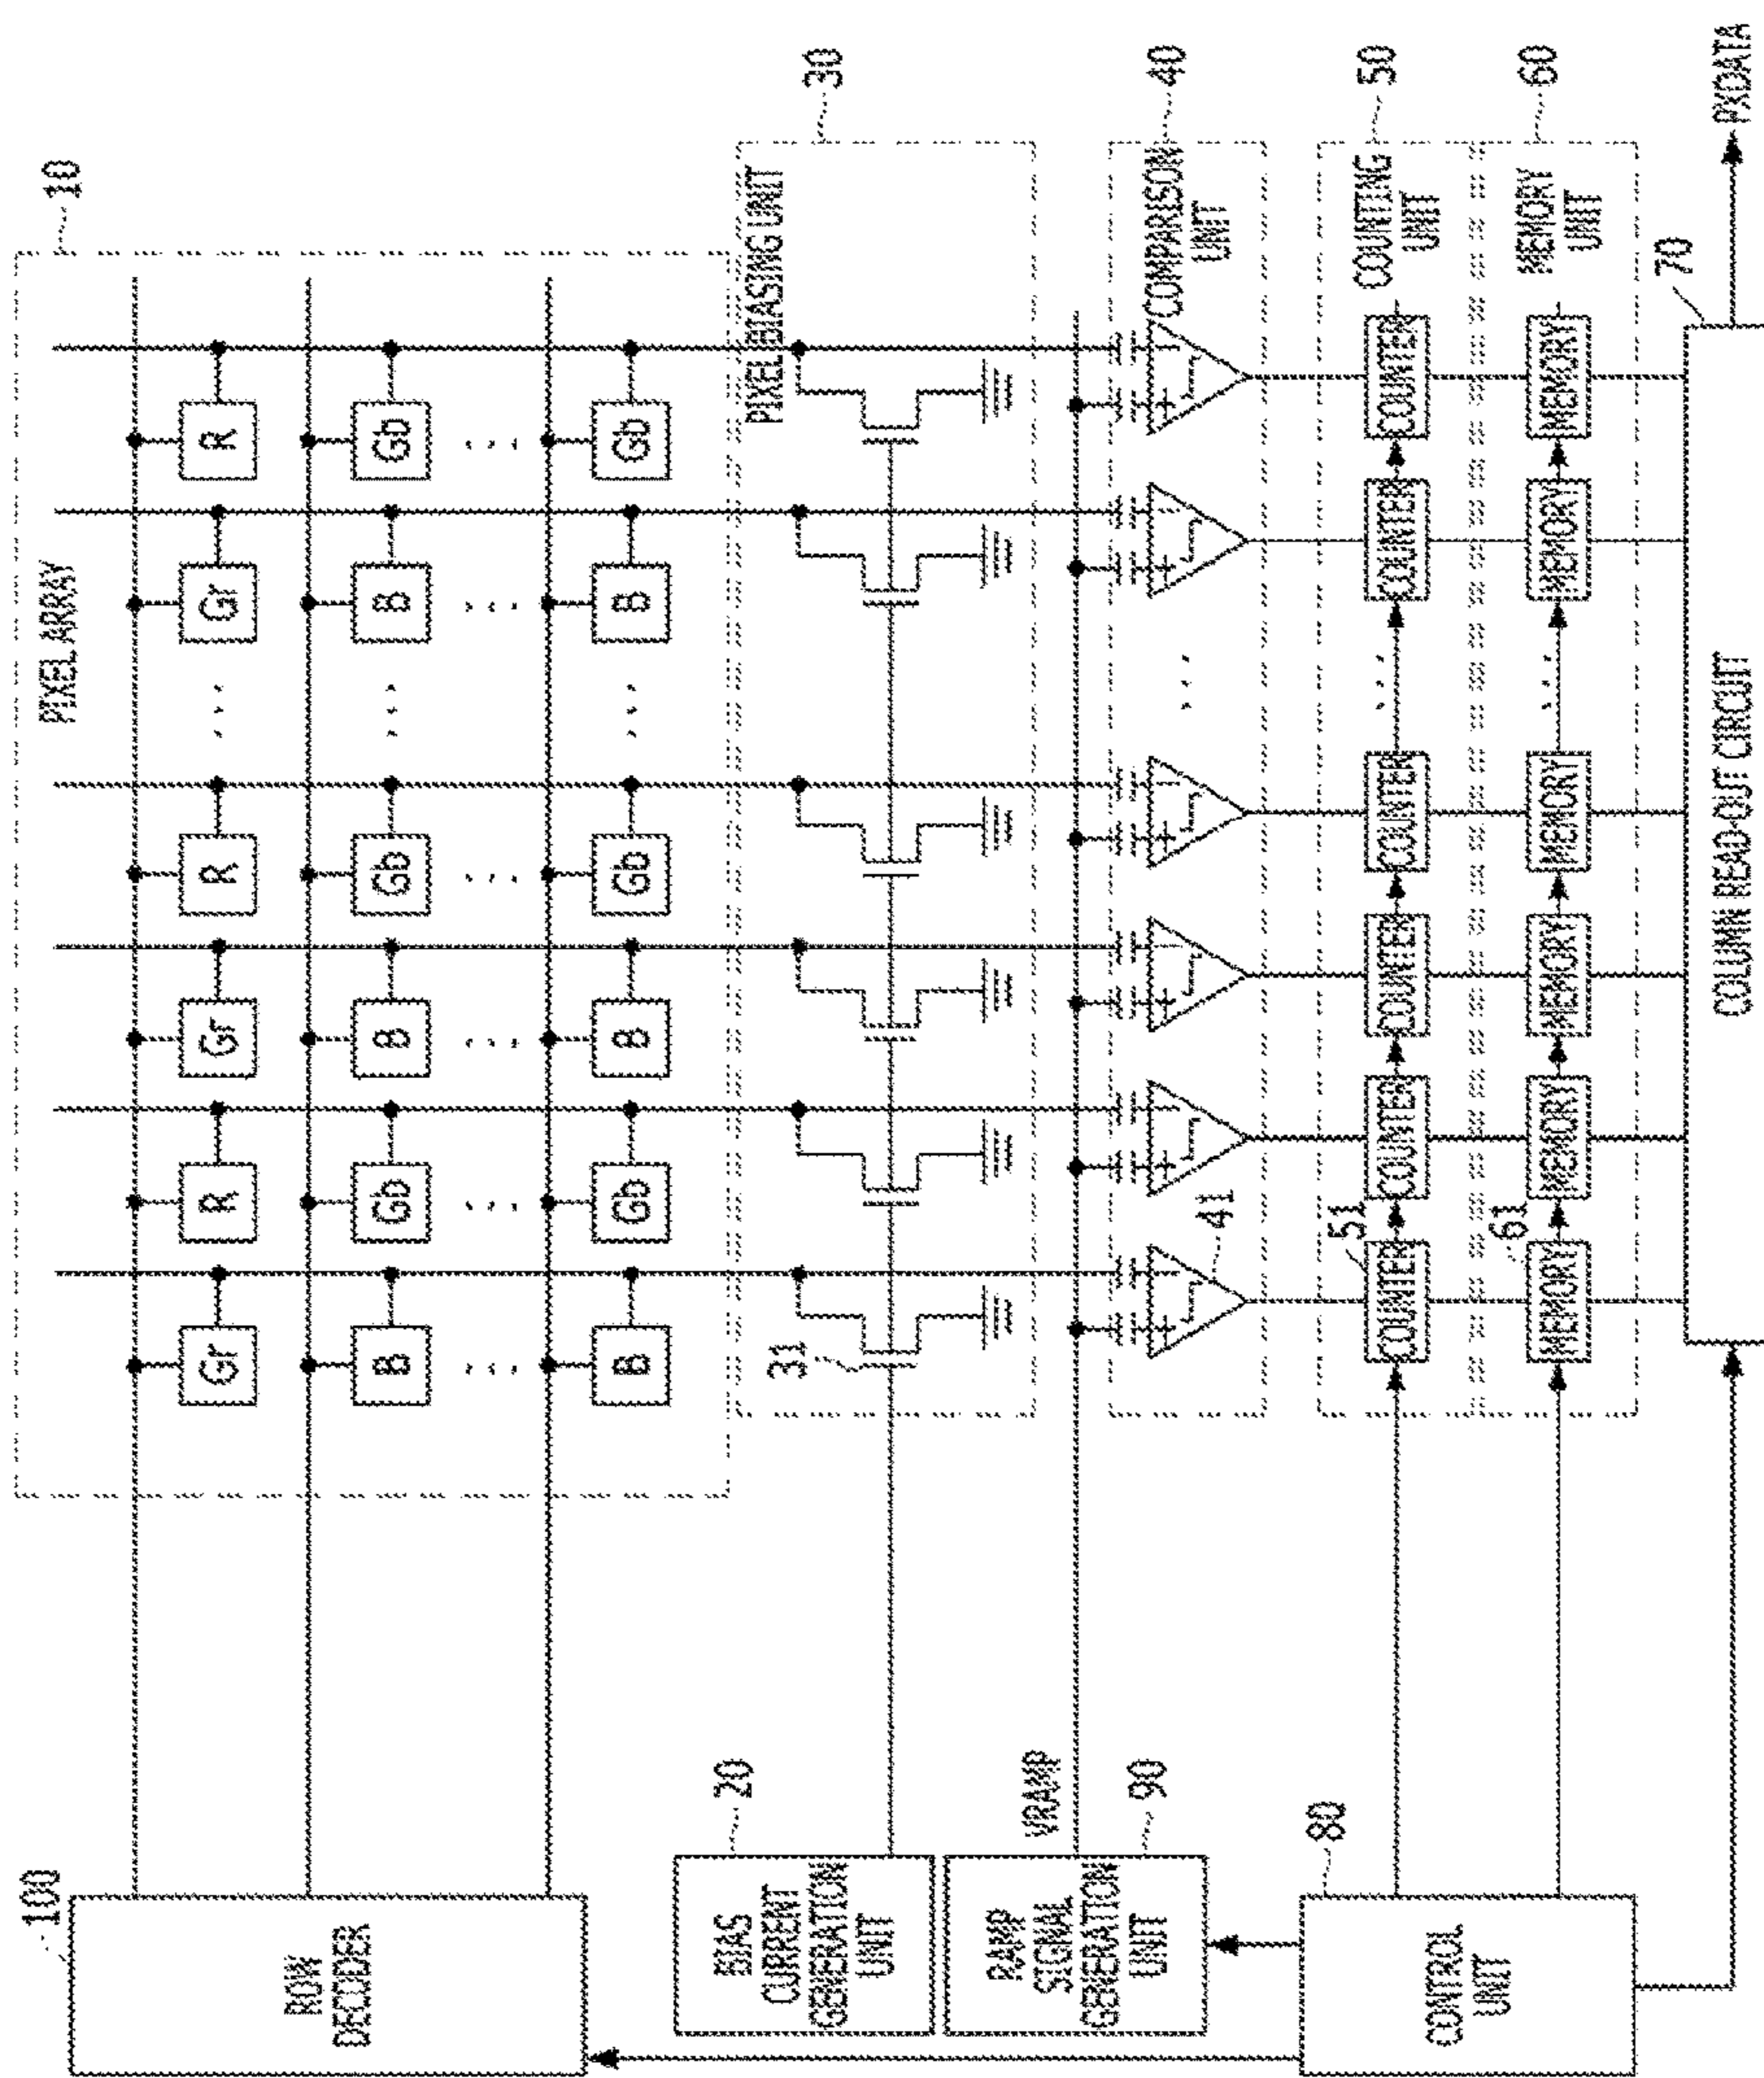 100
ROW
DECODER
PIXEL ARRAY
10
Gr
R
Gr
R
Gr
R
B
Gb
B
Gb
B
Gb
B
Gb
B
Gb
B
Gb
20
BIAS
CURRENT
GENERATION
UNIT
31
PIXEL BIASING UNIT
30
VRAMP
90
RAMP
SIGNAL
GENERATION
UNIT
41
COMPARISON
UNIT
40
+ −
+ −
+ −
+ −
+ −
+ −
80
CONTROL
UNIT
51
COUNTER
COUNTER
COUNTER
COUNTER
COUNTER
COUNTER
COUNTING
UNIT
50
61
MEMORY
MEMORY
MEMORY
MEMORY
MEMORY
MEMORY
MEMORY
UNIT
60
70
COLUMN READ-OUT CIRCUIT
PXDATA